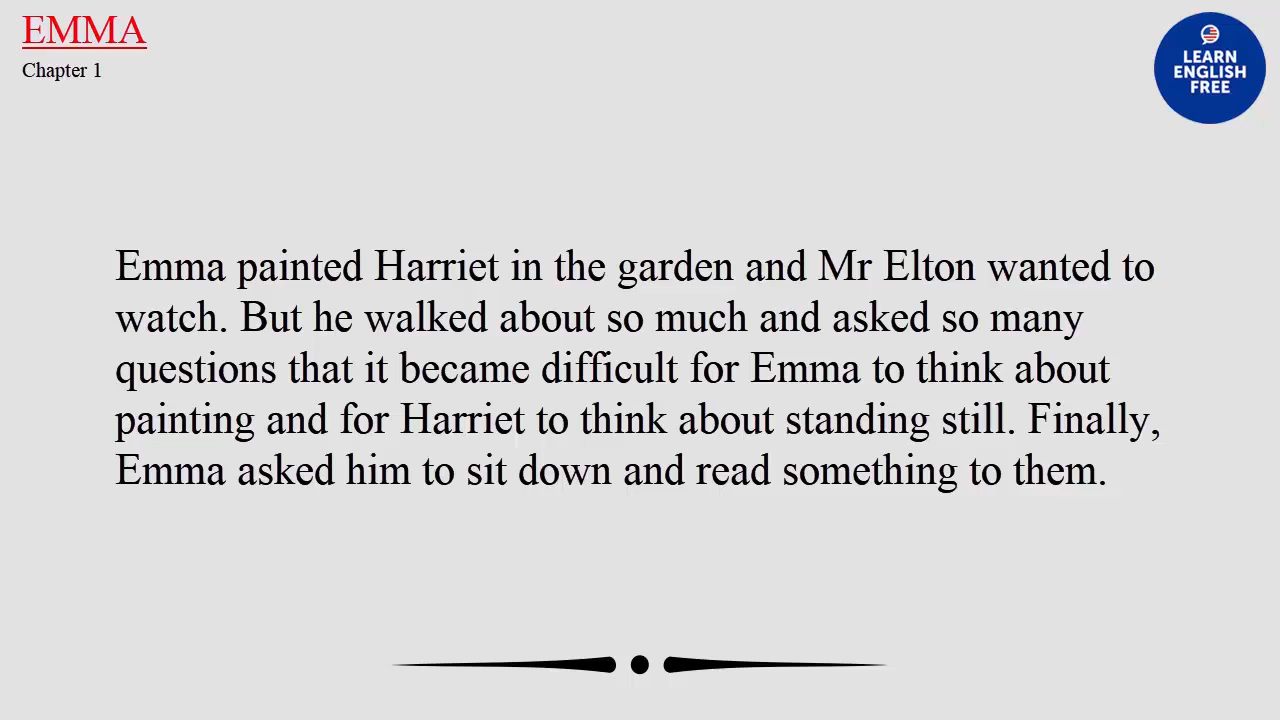 EMMA
Chapter 1
LEARN
ENGLISH
FREE
Emma painted Harriet in the garden and Mr Elton wanted to
watch. But he walked about so much and asked so many
questions that it became difficult for Emma to think about
painting and for Harriet to think about standing still. Finally,
Emma asked him to sit down and read something to them.